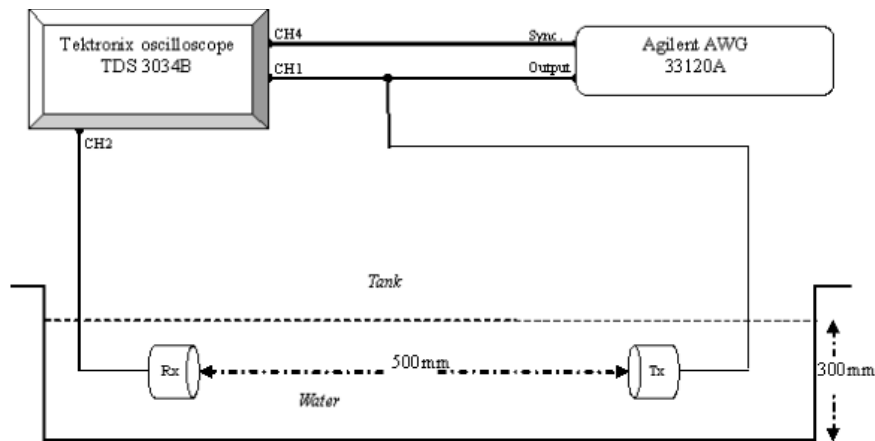 Tektronix oscilloscope
TDS 3034B
CH4
Sync.
Agilent AWG
33120A
CH1
Output
CH2
Tank
Rx
500mm
Tx
300mm
Water